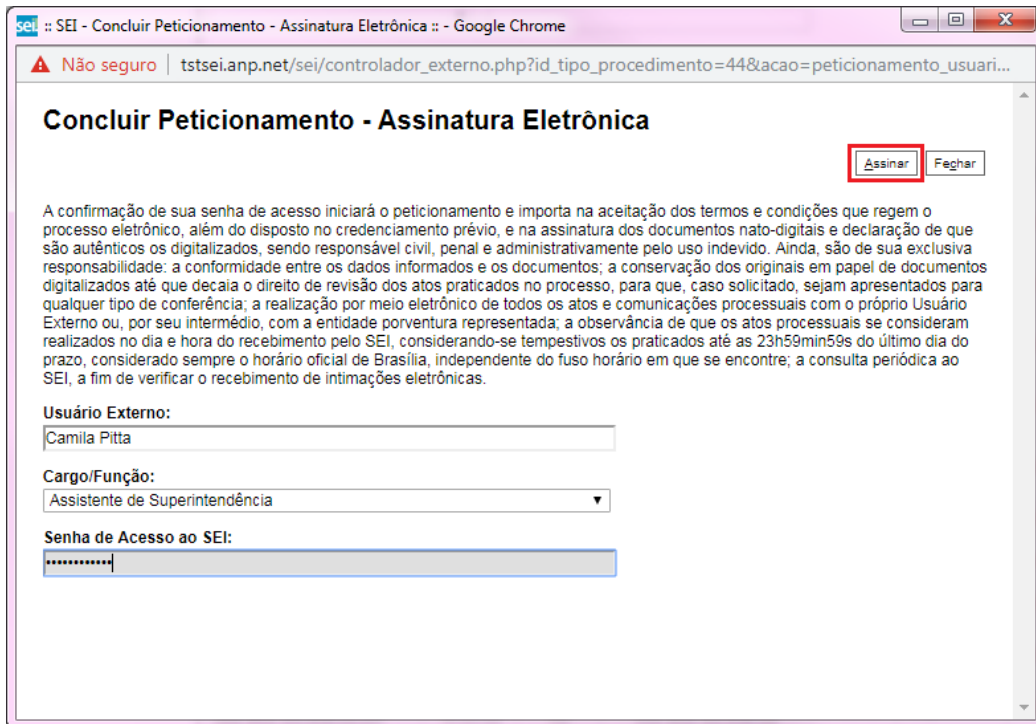 sei! :: SEI - Concluir Peticionamento - Assinatura Eletrônica :: - Google Chrome
Não seguro | tstsei.anp.net/sei/controlador_externo.php?id_tipo_procedimento=44&acao=peticionamento_usuari...
Concluir Peticionamento - Assinatura Eletrônica
Assinar Fechar
A confirmação de sua senha de acesso iniciará o peticionamento e importa na aceitação dos termos e condições que regem o
processo eletrônico, além do disposto no credenciamento prévio, e na assinatura dos documentos nato-digitais e declaração de que
são autênticos os digitalizados, sendo responsável civil, penal e administrativamente pelo uso indevido. Ainda, são de sua exclusiva
responsabilidade: a conformidade entre os dados informados e os documentos; a conservação dos originais em papel de documentos
digitalizados até que decaia o direito de revisão dos atos praticados no processo, para que, caso solicitado, sejam apresentados para
qualquer tipo de conferência; a realização por meio eletrônico de todos os atos e comunicações processuais com o próprio Usuário
Externo ou, por seu intermédio, com a entidade porventura representada; a observância de que os atos processuais se consideram
realizados no dia e hora do recebimento pelo SEI, considerando-se tempestivos os praticados até as 23h59min59s do último dia do
prazo, considerado sempre o horário oficial de Brasília, independente do fuso horário em que se encontre; a consulta periódica ao
SEI, a fim de verificar o recebimento de intimações eletrônicas.
Usuário Externo:
Camila Pitta
Cargo/Função:
Assistente de Superintendência
Senha de Acesso ao SEI:
••••••••••••